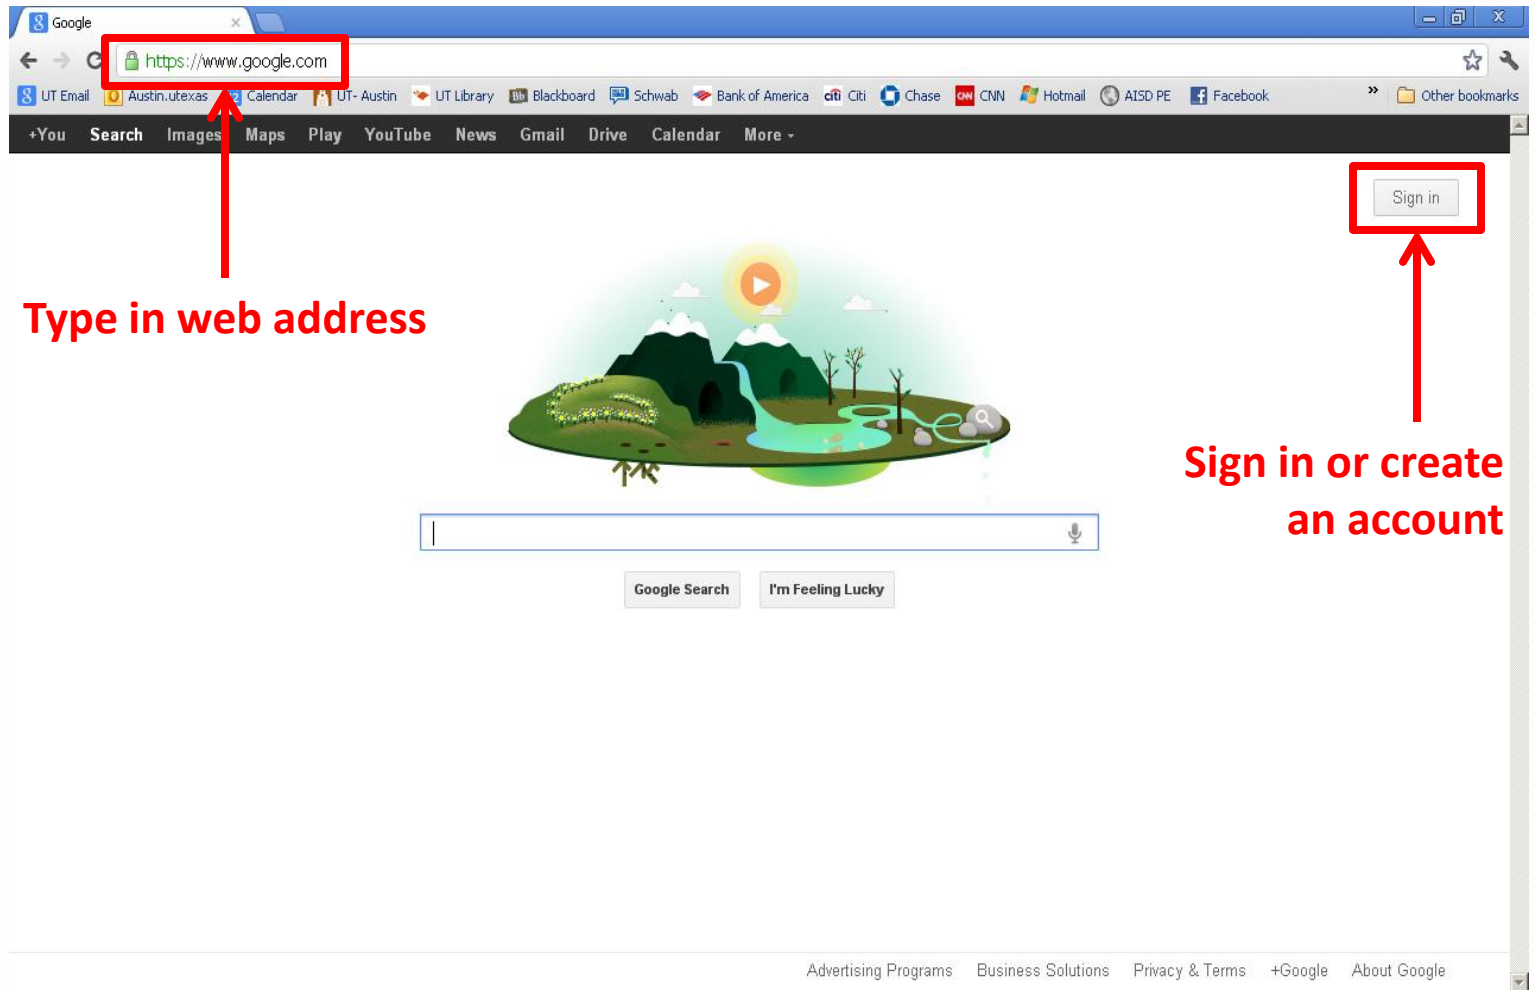 Google
https://www.google.com
UT Email Austin.utexas Calendar UT- Austin UT Library Blackboard Schwab Bank of America citi Citi Chase CNN CNN Hotmail AISD PE Facebook » Other bookmarks
+You Search Images Maps Play YouTube News Gmail Drive Calendar More
Sign in
Type in web address
Sign in or create
an account
Google Search I'm Feeling Lucky
Advertising Programs Business Solutions Privacy & Terms +Google About Google